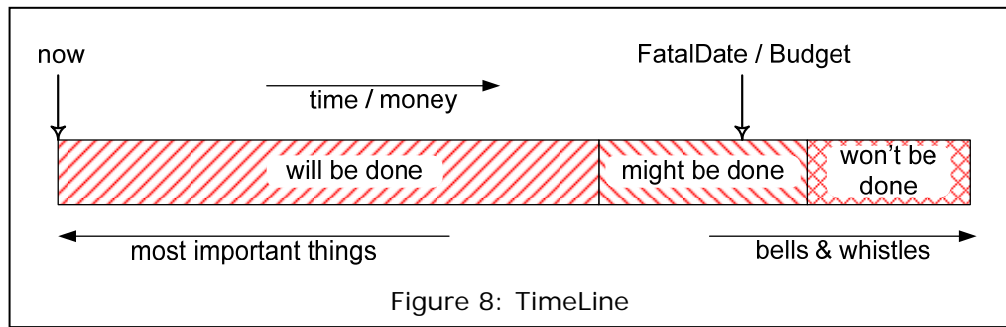 now
FatalDate / Budget
time / money
will be done
might be done
won't be
done
most important things
bells & whistles
Figure 8: TimeLine